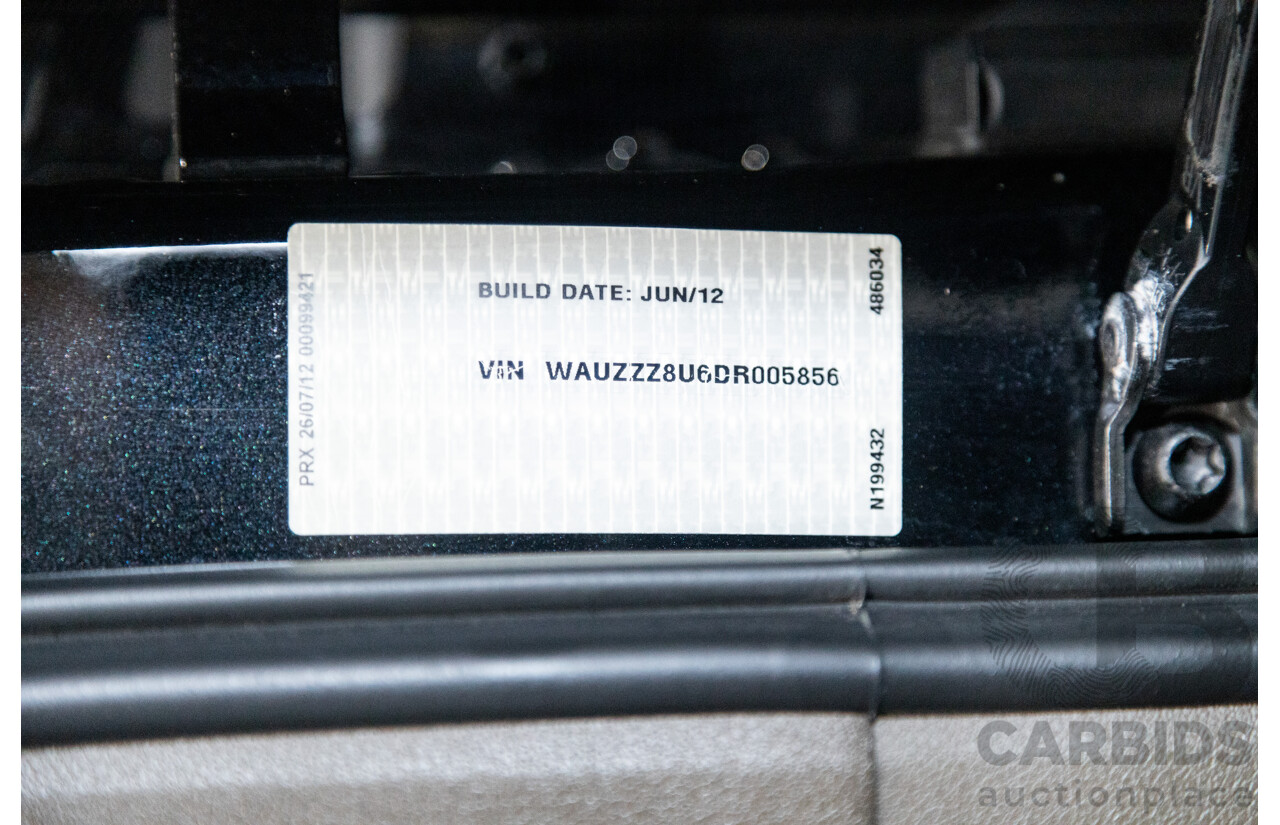 PRX 26/07/12 00099421
BUILD DATE: JUN/12
VIN WAUZZZ8U6DR005856
486034
N199432
CARBIDS
auctionplace